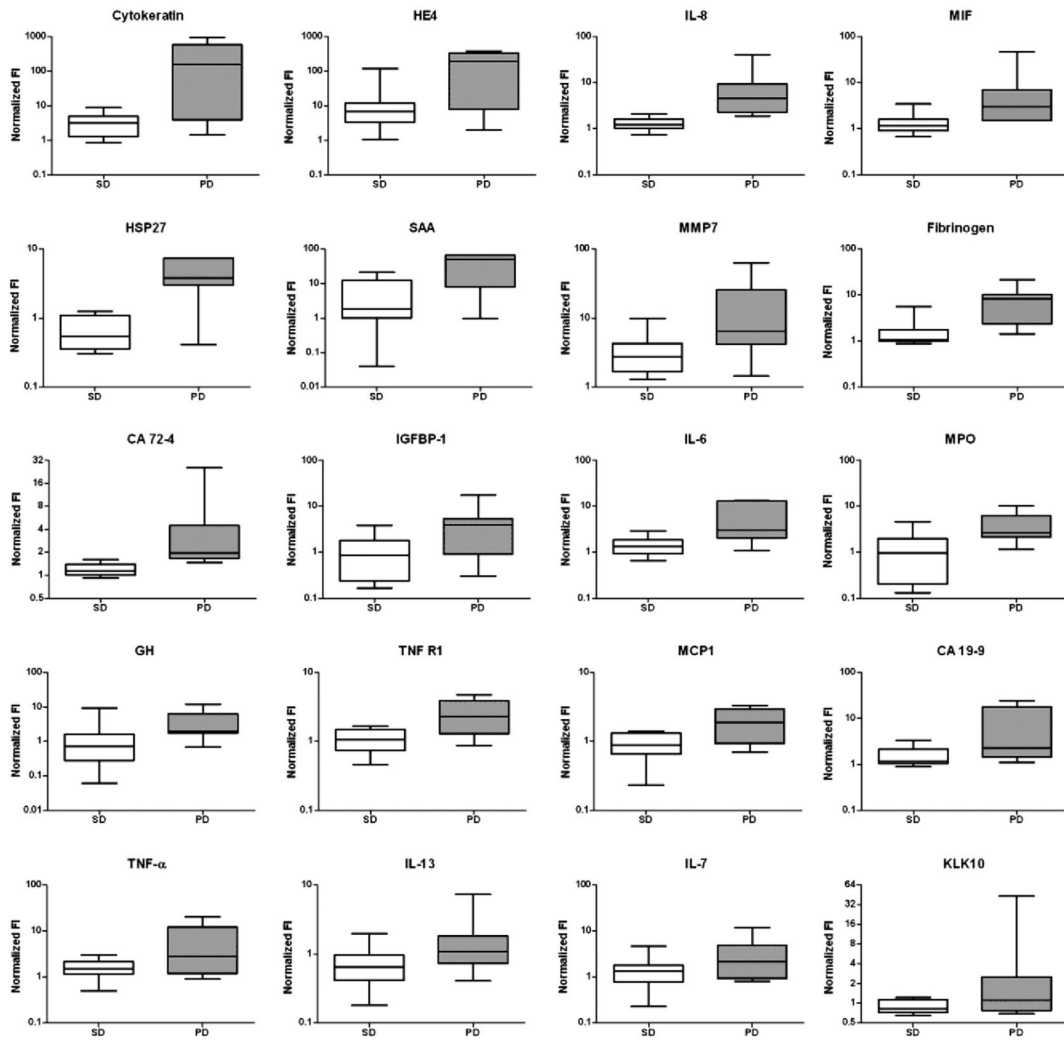 Cytokeratin
HE4
IL-8
MIF
Normalized FI
1000
100
10
1
0.1
SD
PD
Normalized FI
1000
100
10
1
0.1
SD
PD
Normalized FI
100
10
1
0.1
SD
PD
Normalized FI
100
10
1
0.1
SD
PD
HSP27
SAA
MMP7
Fibrinogen
Normalized FI
10
1
0.1
SD
PD
Normalized FI
100
10
1
0.1
0.01
SD
PD
Normalized FI
100
10
1
SD
PD
Normalized FI
100
10
1
0.1
SD
PD
CA 72-4
IGFBP-1
IL-6
MPO
Normalized FI
32
16
8
4
2
1
0.5
SD
PD
Normalized FI
100
10
1
0.1
SD
PD
Normalized FI
100
10
1
0.1
SD
PD
Normalized FI
100
10
1
0.1
SD
PD
GH
TNF R1
MCP1
CA 19-9
Normalized FI
100
10
1
0.1
0.01
SD
PD
Normalized FI
10
1
0.1
SD
PD
Normalized FI
10
1
0.1
SD
PD
Normalized FI
100
10
1
0.1
SD
PD
TNF-α
IL-13
IL-7
KLK10
Normalized FI
100
10
1
0.1
SD
PD
Normalized FI
10
1
0.1
SD
PD
Normalized FI
100
10
1
0.1
SD
PD
Normalized FI
64
32
16
8
4
2
1
0.5
SD
PD